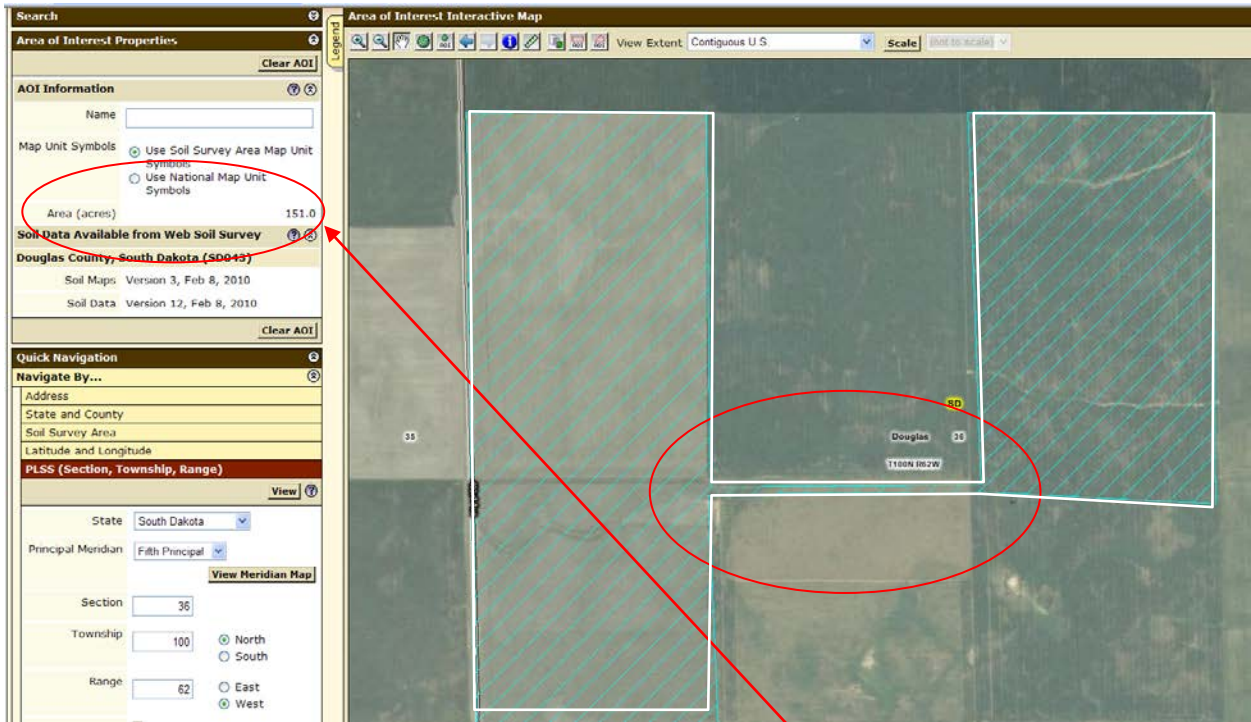 Search
Area of Interest Properties
Clear AOI
AOI Information
Name
Map Unit Symbols
Use Soil Survey Area Map Unit
Symbols
Use National Map Unit
Symbols
Area (acres) 151.0
Soil Data Available from Web Soil Survey
Douglas County, South Dakota (SD043)
Soil Maps Version 3, Feb 8, 2010
Soil Data Version 12, Feb 8, 2010
Clear AOI
Quick Navigation
Navigate By...
Address
State and County
Soil Survey Area
Latitude and Longitude
PLSS (Section, Township, Range)
View
State South Dakota
Principal Meridian Fifth Principal
View Meridian Map
Section 36
Township 100 North
South
Range 62 East
West
Legend
Area of Interest Interactive Map
View Extent Contiguous U.S. Scale (not to scale)
SD
35
Douglas 36
T100N R62W